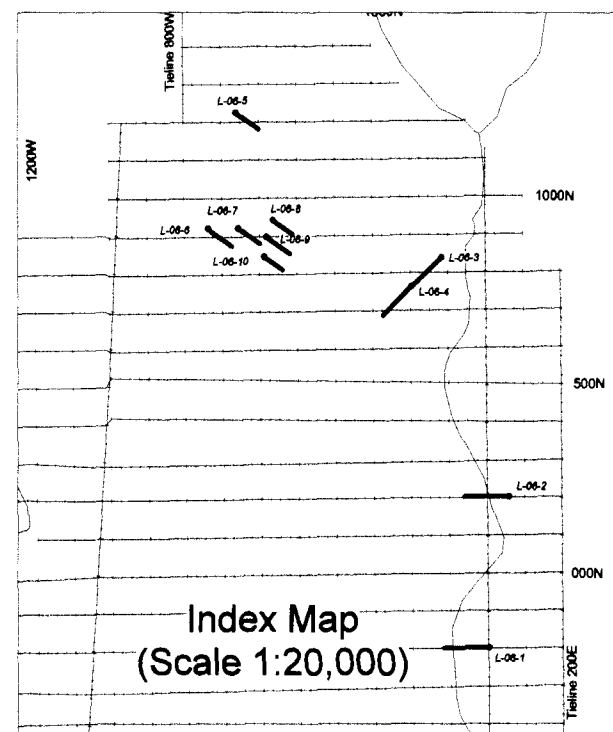 Tieline 800W
L-06-5
1200W
1000N
L-06-7
L-06-8
L-06-6
L-06-9
L-06-10
L-06-3
L-06-4
500N
L-06-2
000N
Index Map
(Scale 1:20,000)
L-06-1
Tieline 200E